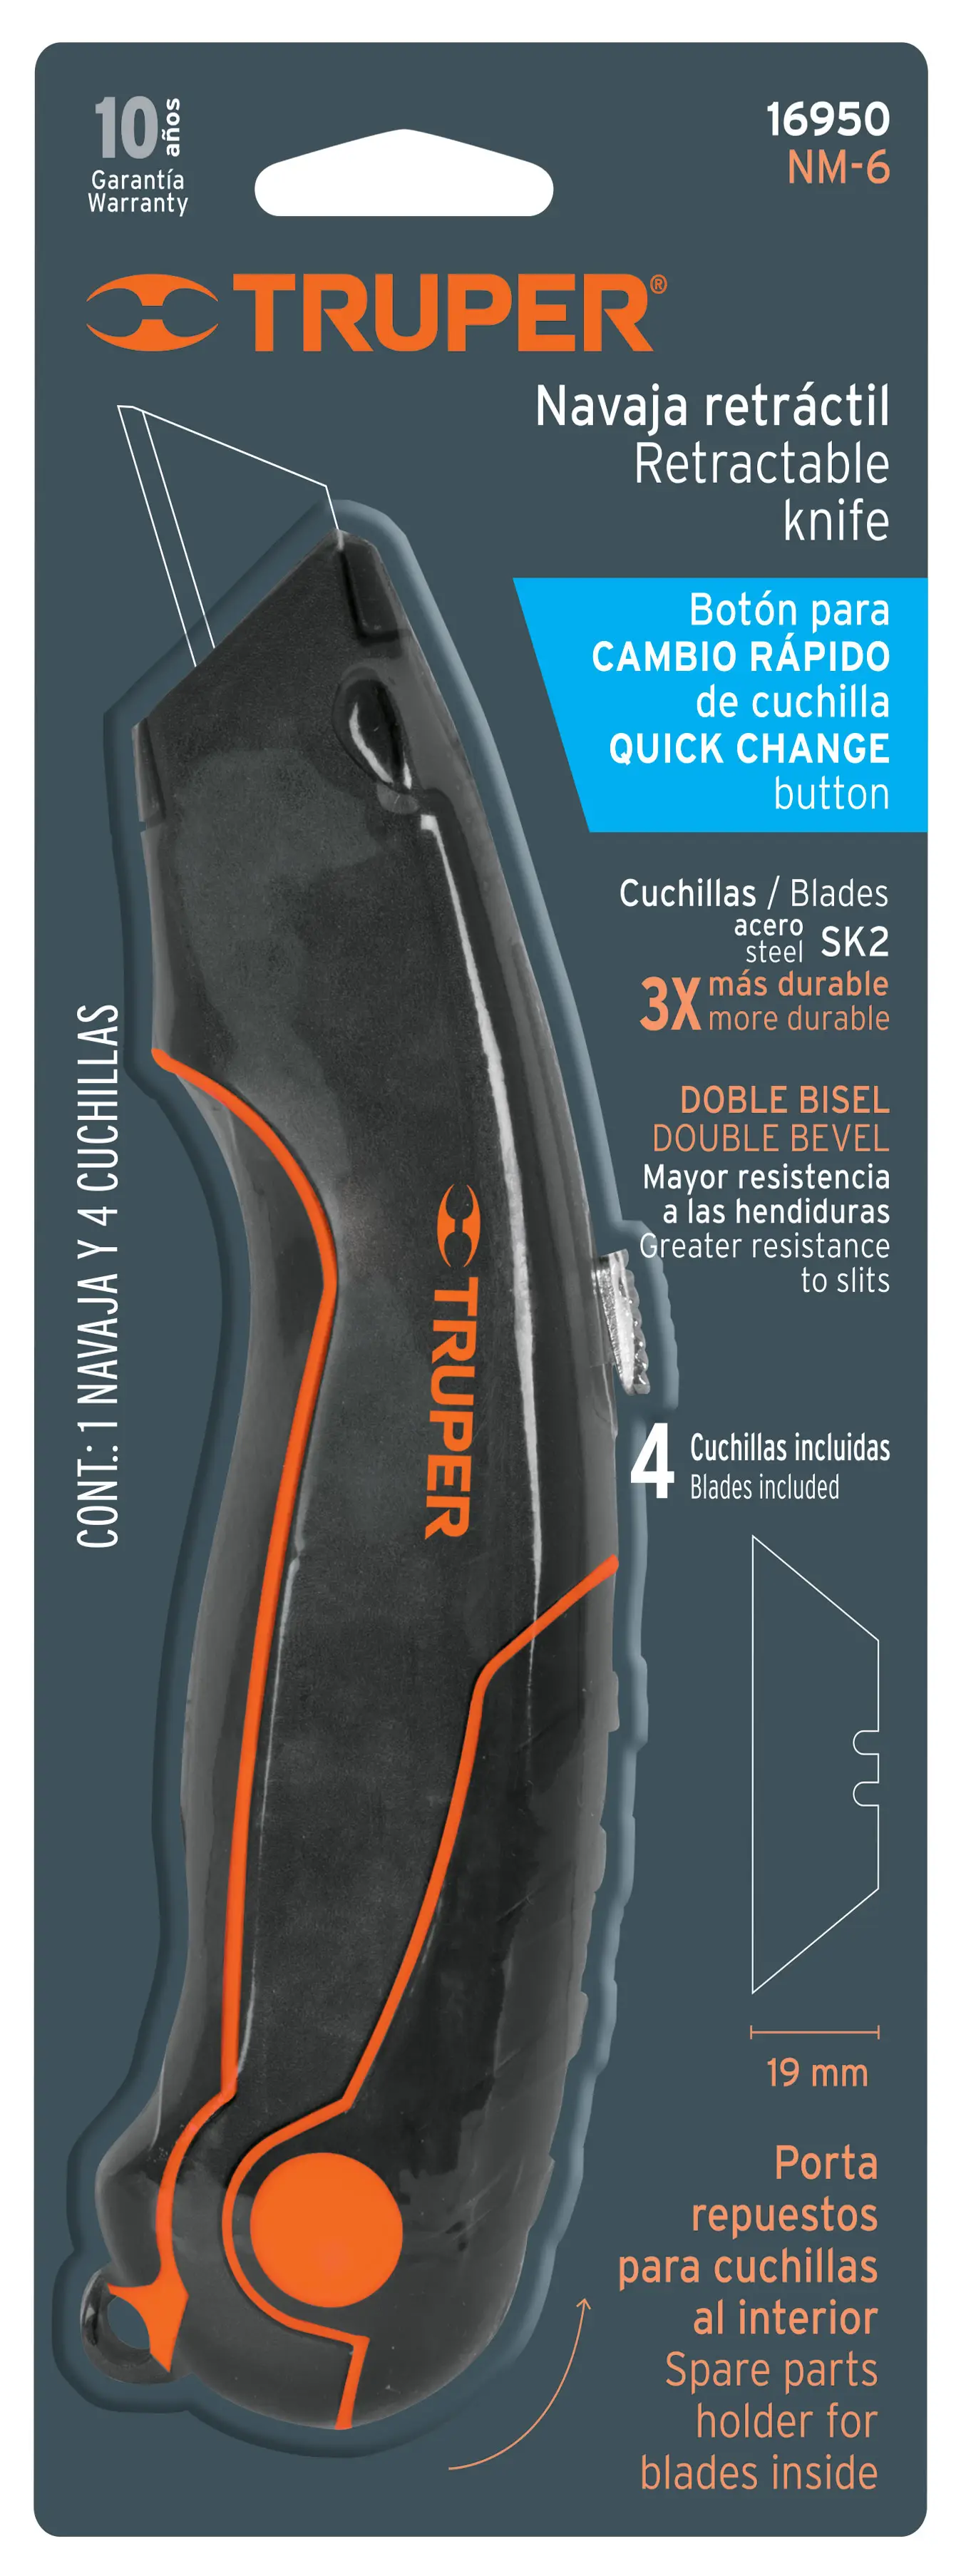 10 años
Garantía
Warranty
16950
NM-6
TRUPER®
Navaja retráctil
Retractable
knife
Botón para
CAMBIO RÁPIDO
de cuchilla
QUICK CHANGE
button
Cuchillas / Blades
acero
steel
SK2
3X
más durable
more durable
DOBLE BISEL
DOUBLE BEVEL
Mayor resistencia
a las hendiduras
Greater resistance
to slits
CONT.: 1 NAVAJA Y 4 CUCHILLAS
TRUPER
4
Cuchillas incluidas
Blades included
19 mm
Porta
repuestos
para cuchillas
al interior
Spare parts
holder for
blades inside